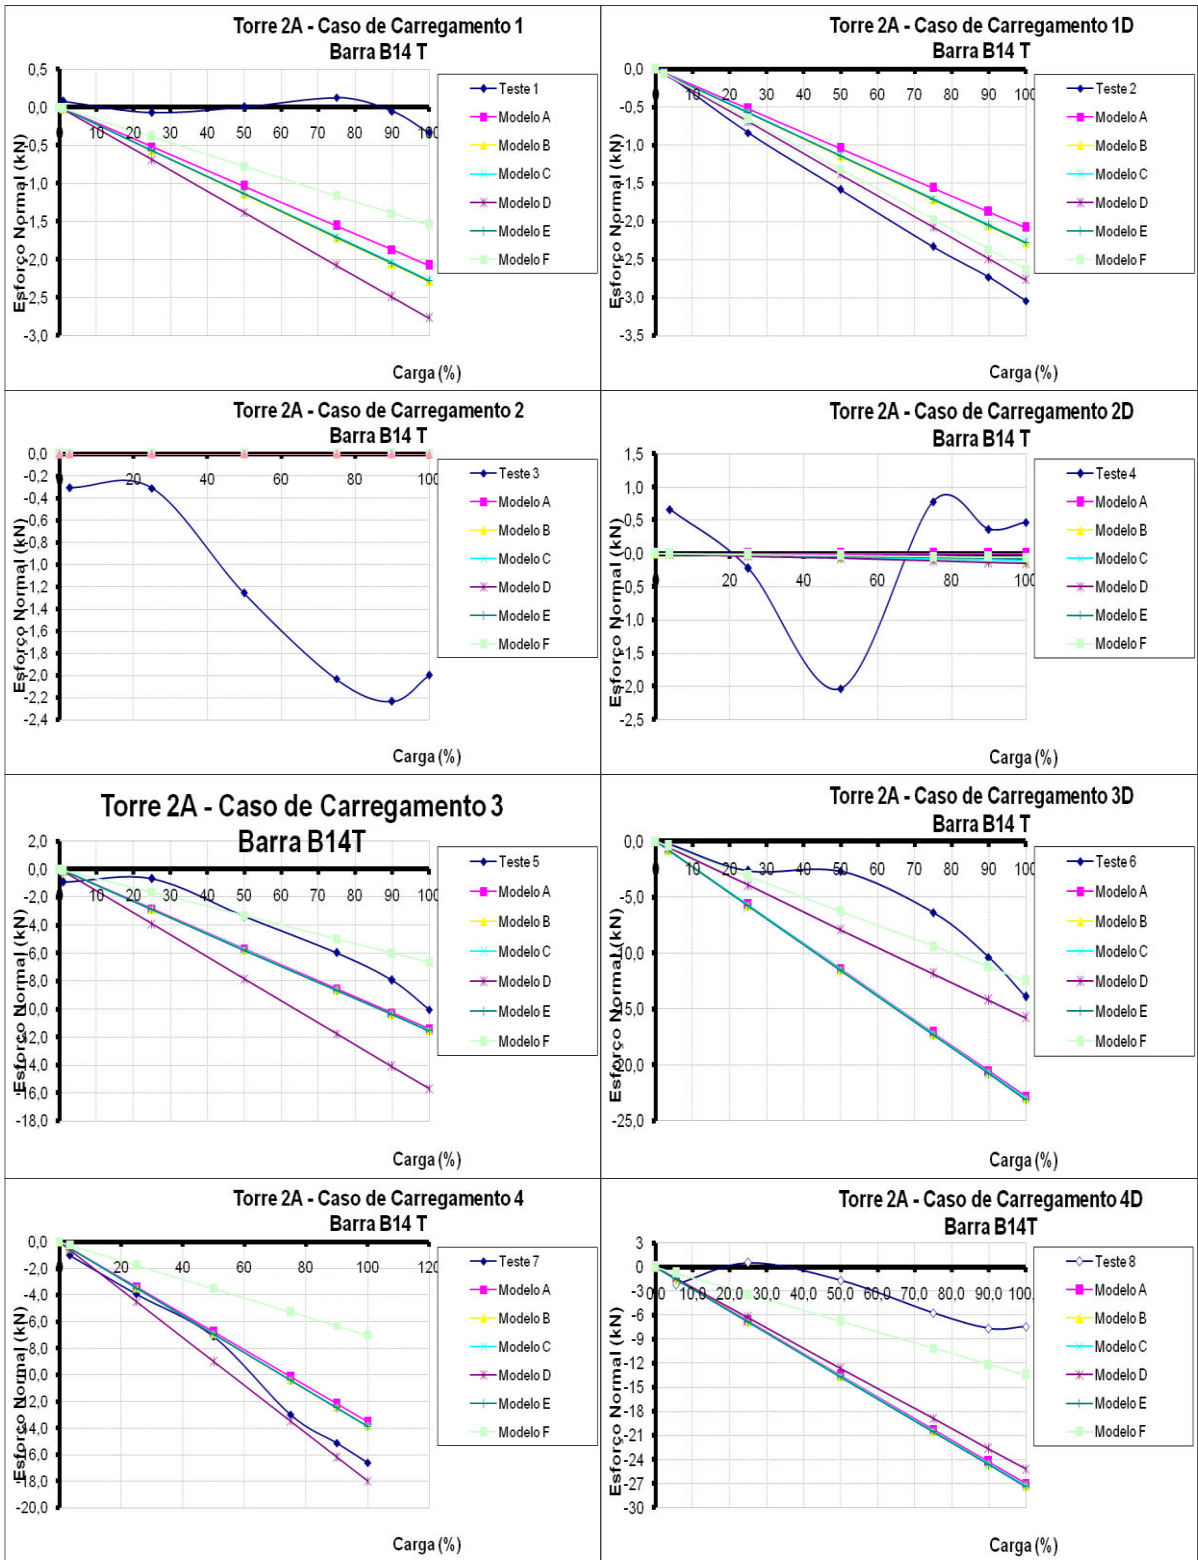 Torre 2A - Caso de Carregamento 1
Barra B14 T
0,5
0,0
-0,5
-1,0
-1,5
-2,0
-2,5
-3,0
0 10 20 30 40 50 60 70 80 90 100
Esforço Normal (kN)
Carga (%)
Teste 1
Modelo A
Modelo B
Modelo C
Modelo D
Modelo E
Modelo F
Torre 2A - Caso de Carregamento 1D
Barra B14 T
0,0
-0,5
-1,0
-1,5
-2,0
-2,5
-3,0
-3,5
0 10 20 30 40 50 60 70 80 90 100
Esforço Normal (kN)
Carga (%)
Teste 2
Modelo A
Modelo B
Modelo C
Modelo D
Modelo E
Modelo F
Torre 2A - Caso de Carregamento 2
Barra B14 T
0,0
-0,2
-0,4
-0,6
-0,8
-1,0
-1,2
-1,4
-1,6
-1,8
-2,0
-2,2
-2,4
0 20 40 60 80 100
Esforço Normal (kN)
Carga (%)
Teste 3
Modelo A
Modelo B
Modelo C
Modelo D
Modelo E
Modelo F
Torre 2A - Caso de Carregamento 2D
Barra B14 T
1,5
1,0
0,5
0,0
-0,5
-1,0
-1,5
-2,0
-2,5
0 20 40 60 80 100
Esforço Normal (kN)
Carga (%)
Teste 4
Modelo A
Modelo B
Modelo C
Modelo D
Modelo E
Modelo F
Torre 2A - Caso de Carregamento 3
Barra B14T
2,0
0,0
-2,0
-4,0
-6,0
-8,0
-10,0
-12,0
-14,0
-16,0
-18,0
0 10 20 30 40 50 60 70 80 90 100
Esforço Normal (kN)
Carga (%)
Teste 5
Modelo A
Modelo B
Modelo C
Modelo D
Modelo E
Modelo F
Torre 2A - Caso de Carregamento 3D
Barra B14 T
0,0
-5,0
-10,0
-15,0
-20,0
-25,0
0 10 20 30 40 50 60 70 80 90 100
Esforço Normal (kN)
Carga (%)
Teste 6
Modelo A
Modelo B
Modelo C
Modelo D
Modelo E
Modelo F
Torre 2A - Caso de Carregamento 4
Barra B14 T
0,0
-2,0
-4,0
-6,0
-8,0
-10,0
-12,0
-14,0
-16,0
-18,0
-20,0
0 20 40 60 80 100 120
Esforço Normal (kN)
Carga (%)
Teste 7
Modelo A
Modelo B
Modelo C
Modelo D
Modelo E
Modelo F
Torre 2A - Caso de Carregamento 4D
Barra B14T
3
0
-3
-6
-9
-12
-15
-18
-21
-24
-27
-30
0,0 10,0 20,0 30,0 40,0 50,0 60,0 70,0 80,0 90,0 100,
Esforço Normal (kN)
Carga (%)
Teste 8
Modelo A
Modelo B
Modelo C
Modelo D
Modelo E
Modelo F